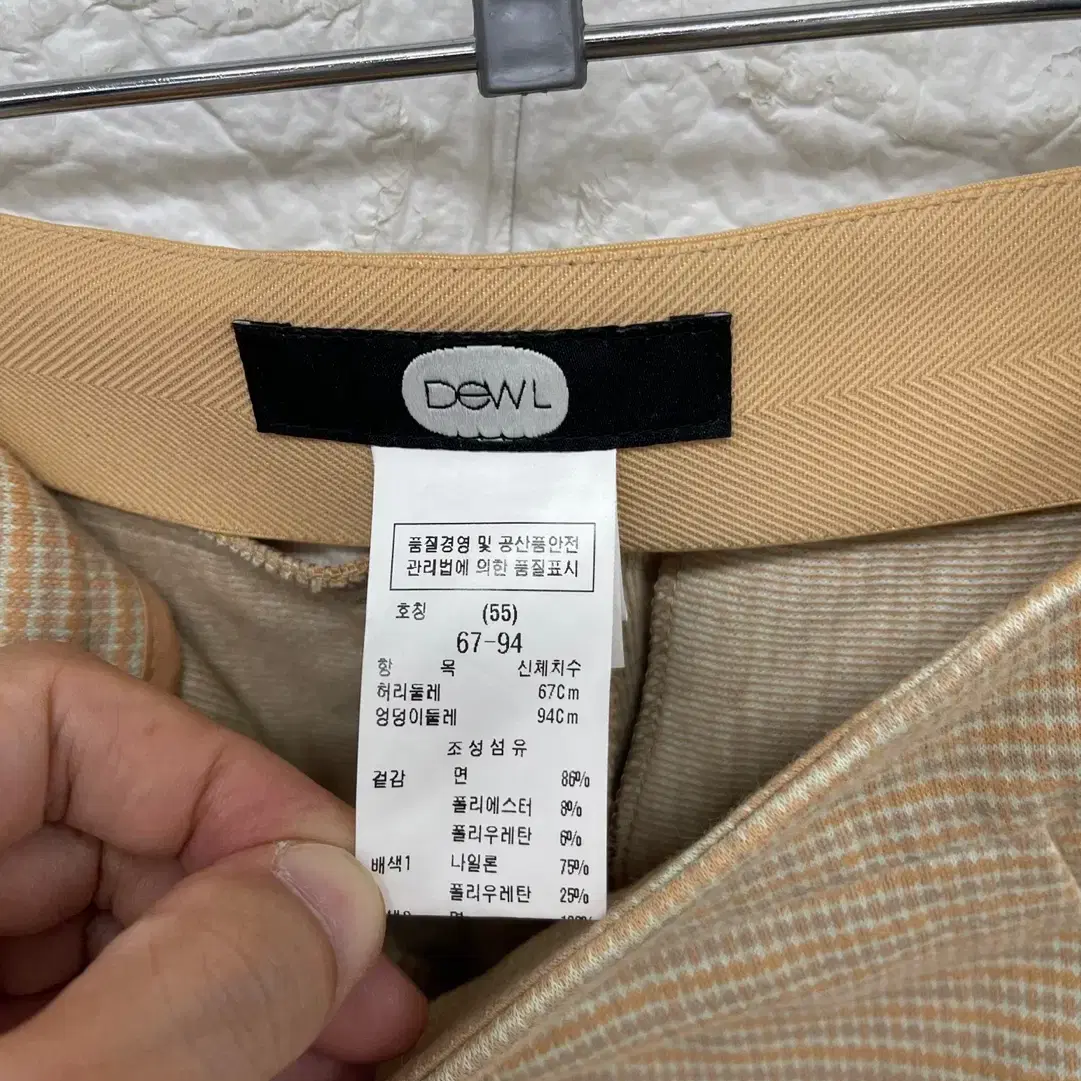 DeWL
품질경영 및 공산품안전
관리법에 의한 품질표시
호칭 (55)
67-94
항 목 신체치수
허리둘레 67Cm
엉덩이둘레 94Cm
조성섬유
겉감 면 86%
폴리에스터 8%
폴리우레탄 6%
배색1 나일론 75%
폴리우레탄 25%